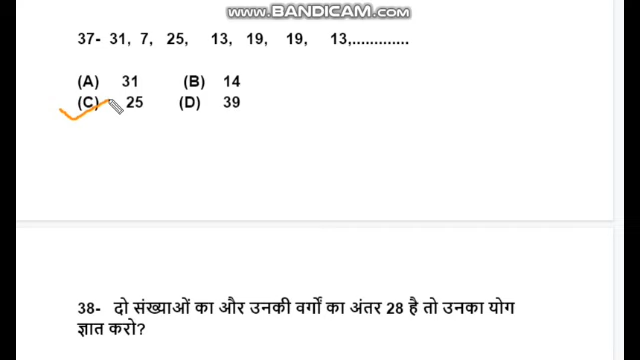 www.BANDICAM.com
37- 31, 7, 25, 13, 19, 19, 13,.............
(A) 31 (B) 14
(C) 25 (D) 39
38- दो संख्याओं का और उनकी वर्गों का अंतर 28 है तो उनका योग
ज्ञात करो?